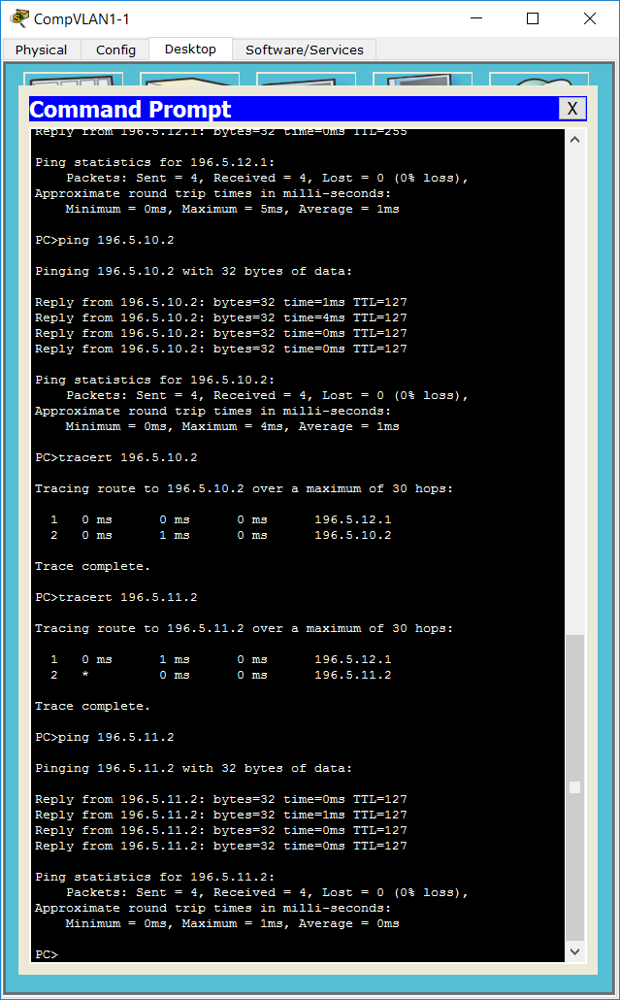 CompVLAN1-1
Physical Config Desktop Software/Services
Command Prompt X
Reply from 196.5.12.1: bytes=32 time=0ms TTL=255
Ping statistics for 196.5.12.1:
Packets: Sent = 4, Received = 4, Lost = 0 (0% loss),
Approximate round trip times in milli-seconds:
Minimum = 0ms, Maximum = 5ms, Average = 1ms
PC>ping 196.5.10.2
Pinging 196.5.10.2 with 32 bytes of data:
Reply from 196.5.10.2: bytes=32 time=1ms TTL=127
Reply from 196.5.10.2: bytes=32 time=4ms TTL=127
Reply from 196.5.10.2: bytes=32 time=0ms TTL=127
Reply from 196.5.10.2: bytes=32 time=0ms TTL=127
Ping statistics for 196.5.10.2:
Packets: Sent = 4, Received = 4, Lost = 0 (0% loss),
Approximate round trip times in milli-seconds:
Minimum = 0ms, Maximum = 4ms, Average = 1ms
PC>tracert 196.5.10.2
Tracing route to 196.5.10.2 over a maximum of 30 hops:
1 0 ms 0 ms 0 ms 196.5.12.1
2 0 ms 1 ms 0 ms 196.5.10.2
Trace complete.
PC>tracert 196.5.11.2
Tracing route to 196.5.11.2 over a maximum of 30 hops:
1 0 ms 1 ms 0 ms 196.5.12.1
2 * 0 ms 0 ms 196.5.11.2
Trace complete.
PC>ping 196.5.11.2
Pinging 196.5.11.2 with 32 bytes of data:
Reply from 196.5.11.2: bytes=32 time=0ms TTL=127
Reply from 196.5.11.2: bytes=32 time=1ms TTL=127
Reply from 196.5.11.2: bytes=32 time=0ms TTL=127
Reply from 196.5.11.2: bytes=32 time=0ms TTL=127
Ping statistics for 196.5.11.2:
Packets: Sent = 4, Received = 4, Lost = 0 (0% loss),
Approximate round trip times in milli-seconds:
Minimum = 0ms, Maximum = 1ms, Average = 0ms
PC>